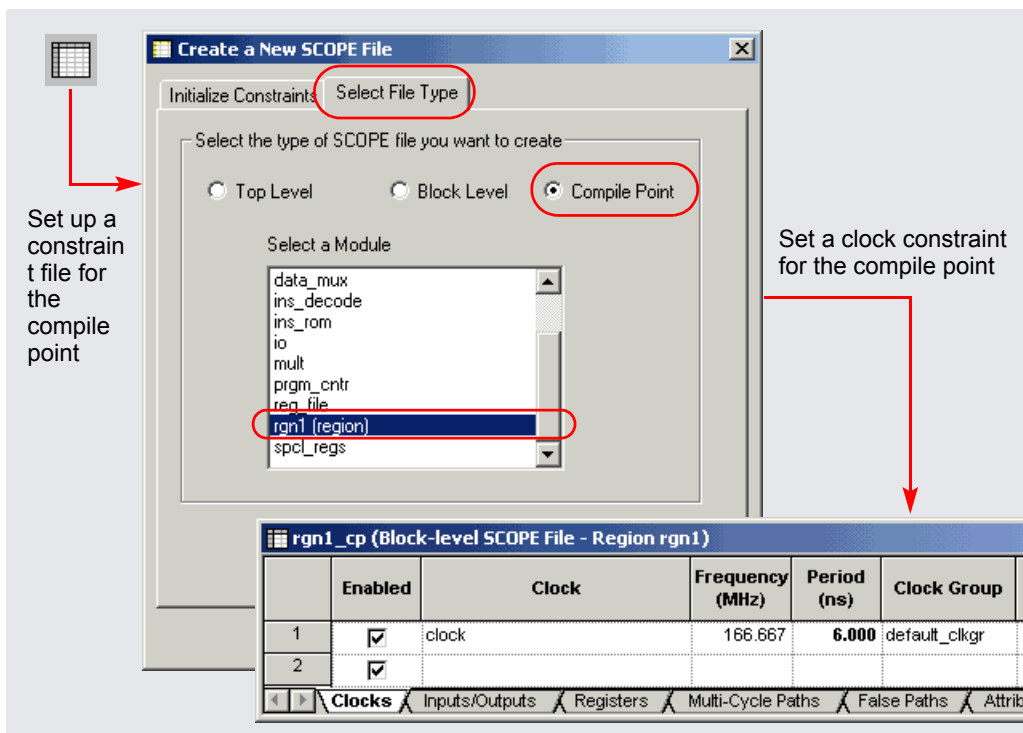 Create a New SCOPE File
Initialize Constraints
Select File Type
Select the type of SCOPE file you want to create
Top Level
Block Level
Compile Point
Select a Module
data_mux
ins_decode
ins_rom
io
mult
prgm_cntr
reg_file
rgn1 (region)
spcl_regs
Set up a
constrain
t file for
the
compile
point
Set a clock constraint
for the compile point
rgn1_cp (Block-level SCOPE File - Region rgn1)
Enabled Clock Frequency (MHz) Period (ns) Clock Group
1 clock 166.667 6.000 default_clkgr
2
Clocks Inputs/Outputs Registers Multi-Cycle Paths False Paths Attrib